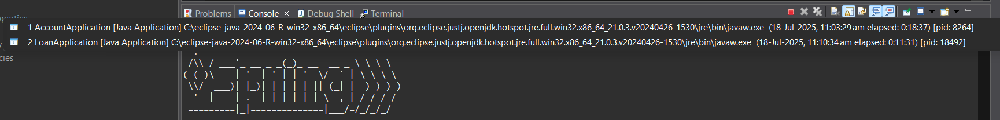 Problems Console Debug Shell Terminal
operties
1 AccountApplication [Java Application] C:\eclipse-java-2024-06-R-win32-x86_64\eclipse\plugins\org.eclipse.justj.openjdk.hotspot.jre.full.win32.x86_64_21.0.3.v20240426-1530\jre\bin\javaw.exe (18-Jul-2025, 11:03:29 am elapsed: 0:18:37) [pid: 8264]
2 LoanApplication [Java Application] C:\eclipse-java-2024-06-R-win32-x86_64\eclipse\plugins\org.eclipse.justj.openjdk.hotspot.jre.full.win32.x86_64_21.0.3.v20240426-1530\jre\bin\javaw.exe (18-Jul-2025, 11:10:34 am elapsed: 0:11:31) [pid: 18492]
cies
  .   ____          _            __ _ _
 /\\ / ___'_ __ _ _(_)_ __  __ _ \ \ \ \
( ( )\___ | '_ | '_| | '_ \/ _` | \ \ \ \
 \\/  ___)| |_)| | | | | || (_| |  ) ) ) )
  '  |____| .__|_| |_|_| |_\__, | / / / /
 =========|_|==============|___/=/_/_/_/